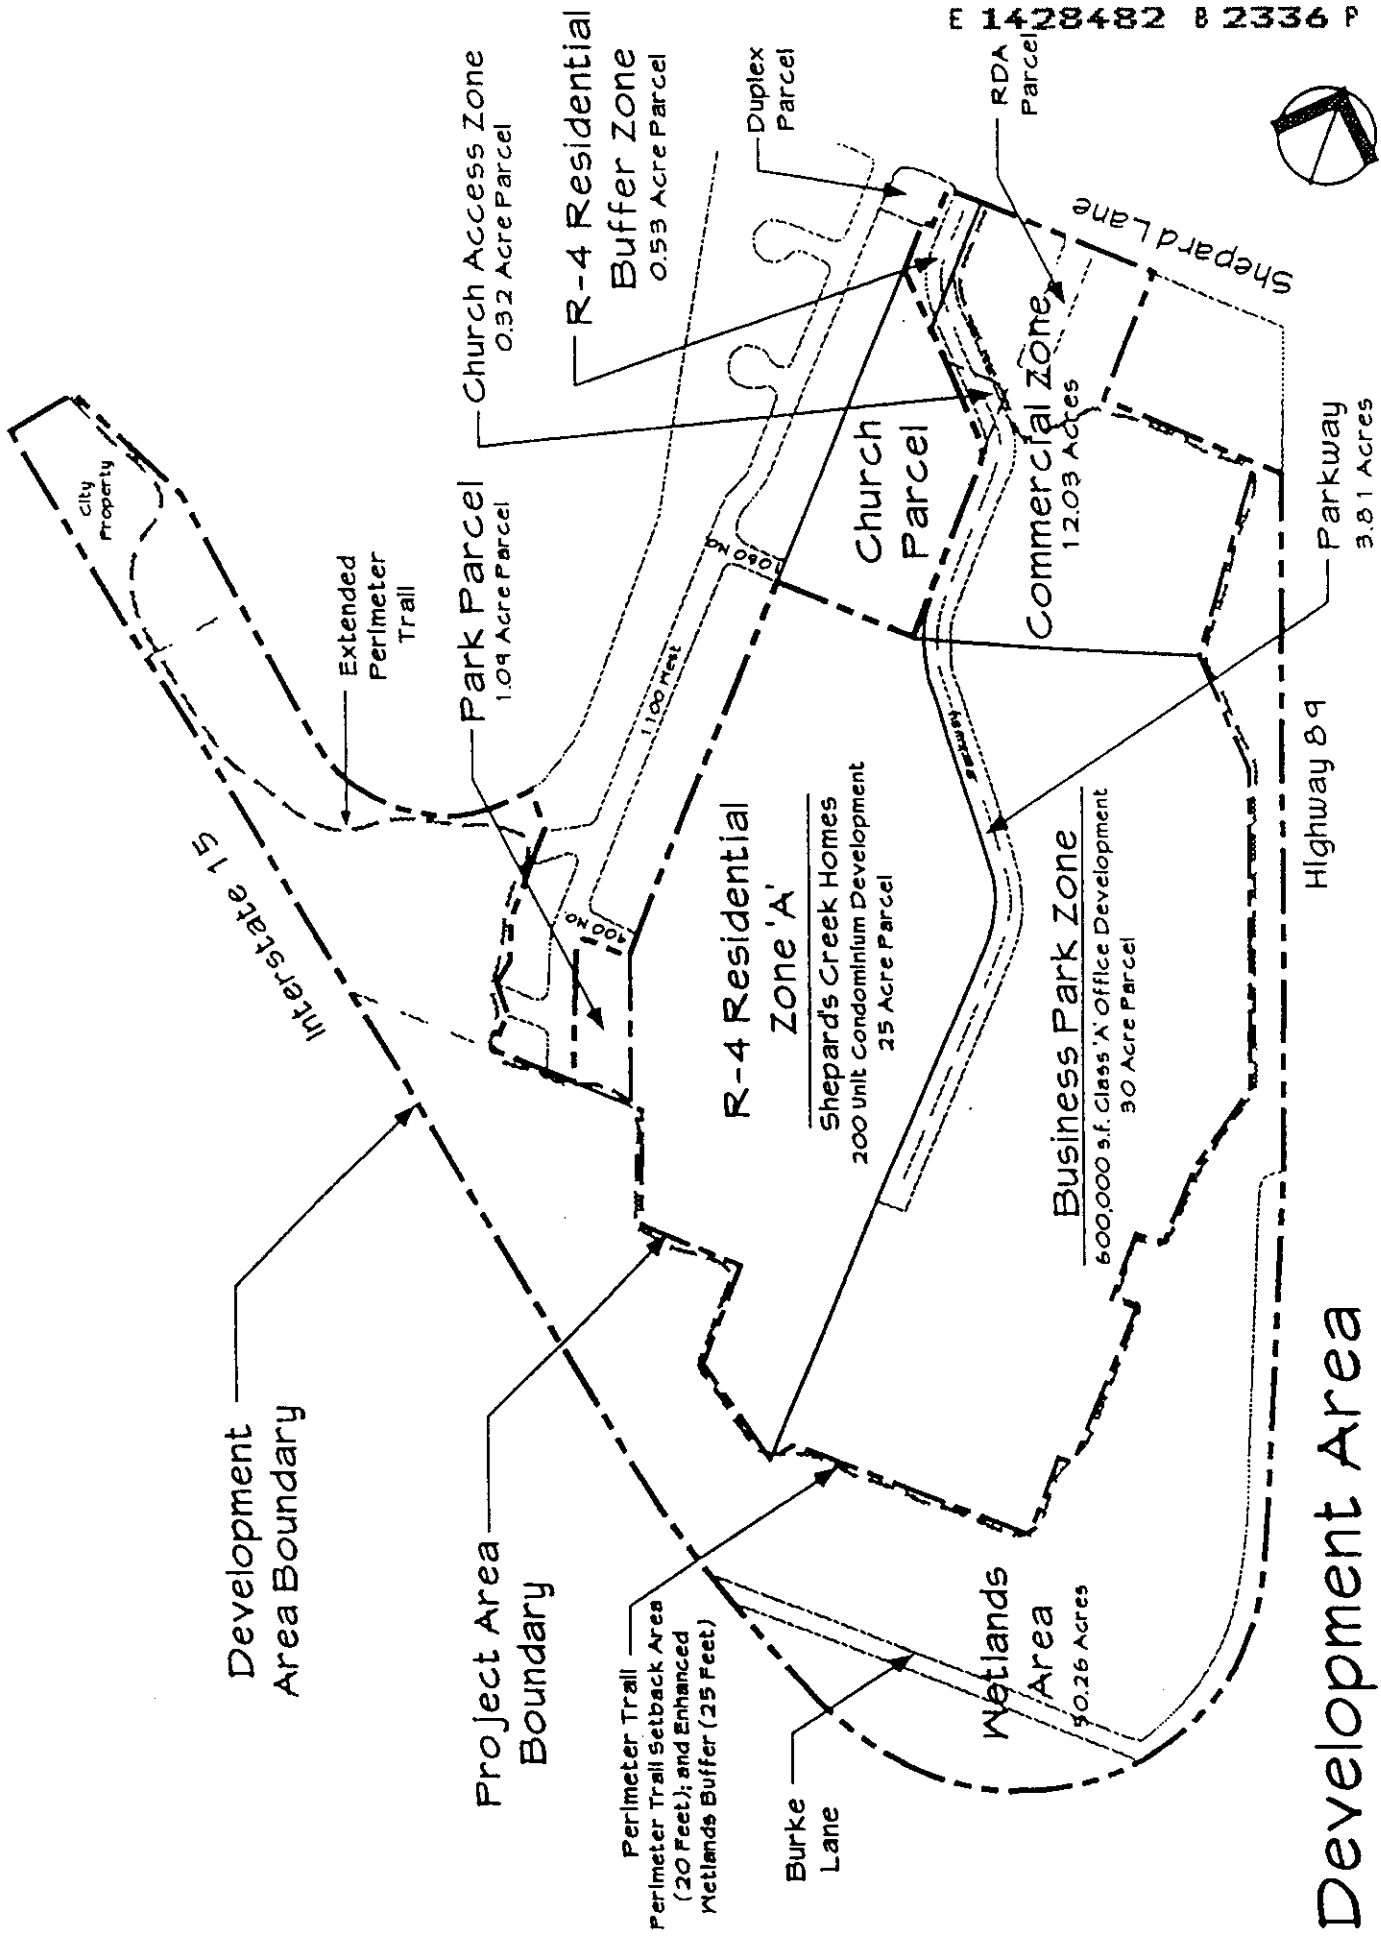 E 1428482 B 2336 P
Development
Area Boundary
Project Area
Boundary
Perimeter Trail
Perimeter Trail Setback Area
(20 Feet); and Enhanced
Wetlands Buffer (25 Feet)
Burke
Lane
Wetlands
Area
50.26 Acres
Interstate 15
City
Property
Extended
Perimeter
Trail
Park Parcel
1.09 Acre Parcel
Church Access Zone
0.32 Acre Parcel
R-4 Residential
Buffer Zone
0.53 Acre Parcel
Duplex
Parcel
RDA
Parcel
Shepard Lane
400 No.
1100 West
1060 No.
Church
Parcel
Commercial Zone
12.03 Acres
R-4 Residential
Zone 'A'
Shepard's Creek Homes
200 Unit Condominium Development
25 Acre Parcel
Business Park Zone
600,000 s.f. Class 'A' Office Development
30 Acre Parcel
Parkway
3.81 Acres
Highway 89
Development Area